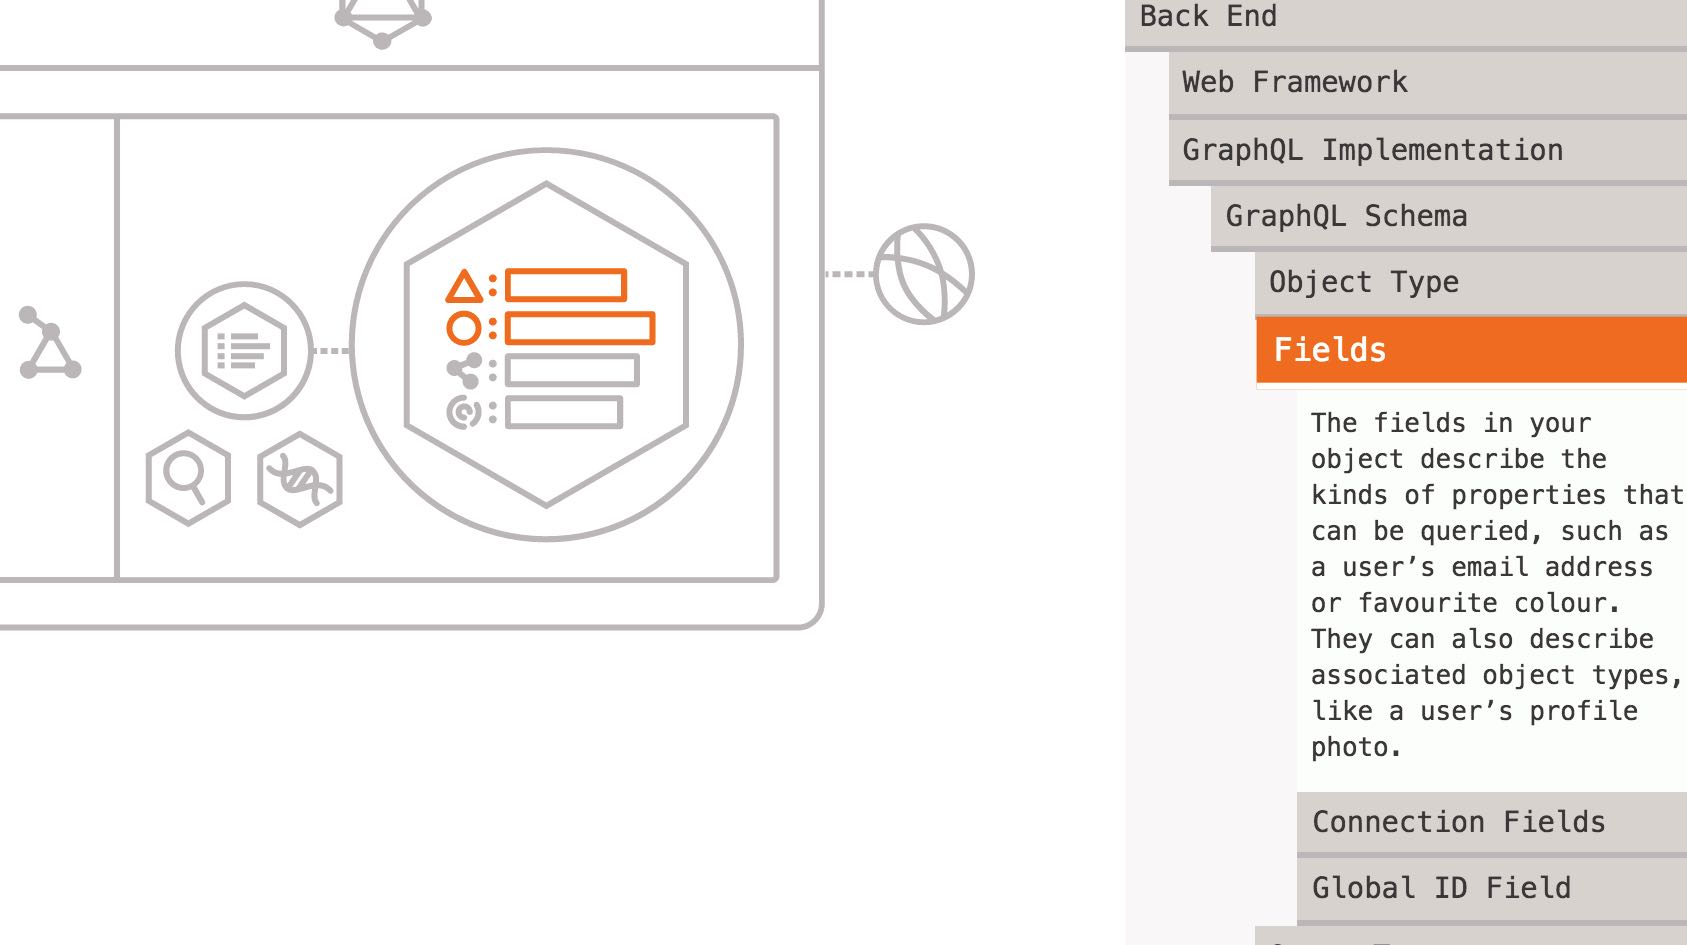 Back End
Web Framework
GraphQL Implementation
GraphQL Schema
Object Type
Fields
The fields in your
object describe the
kinds of properties that
can be queried, such as
a user’s email address
or favourite colour.
They can also describe
associated object types,
like a user’s profile
photo.
Connection Fields
Global ID Field